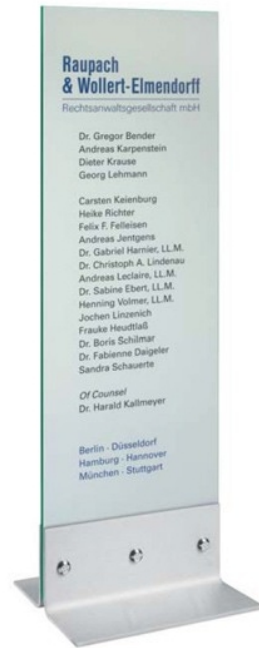 Raupach
& Wollert-Elmendorff
Rechtsanwaltsgesellschaft mbH
Dr. Gregor Bender
Andreas Karpenstein
Dieter Krause
Georg Lehmann
Carsten Keienburg
Heike Richter
Felix F. Felleisen
Andreas Jentgens
Dr. Gabriel Harnier, LL.M.
Dr. Christoph A. Lindenau
Andreas Leclaire, LL.M.
Dr. Sabine Ebert, LL.M.
Henning Volmer, LL.M.
Jochen Linzenich
Frauke Heudtlaß
Dr. Boris Schilmar
Dr. Fabienne Daigeler
Sandra Schauerte
Of Counsel
Dr. Harald Kallmeyer
Berlin · Düsseldorf
Hamburg · Hannover
München · Stuttgart